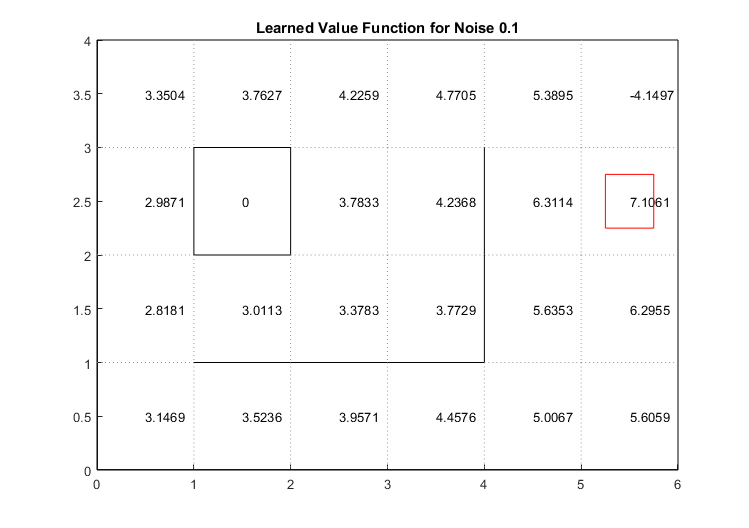 Learned Value Function for Noise 0.1
4
3.5 3.3504 3.7627 4.2259 4.7705 5.3895 -4.1497
3
2.5 2.9871 0 3.7833 4.2368 6.3114 7.1061
2
1.5 2.8181 3.0113 3.3783 3.7729 5.6353 6.2955
1
0.5 3.1469 3.5236 3.9571 4.4576 5.0067 5.6059
0
0 1 2 3 4 5 6